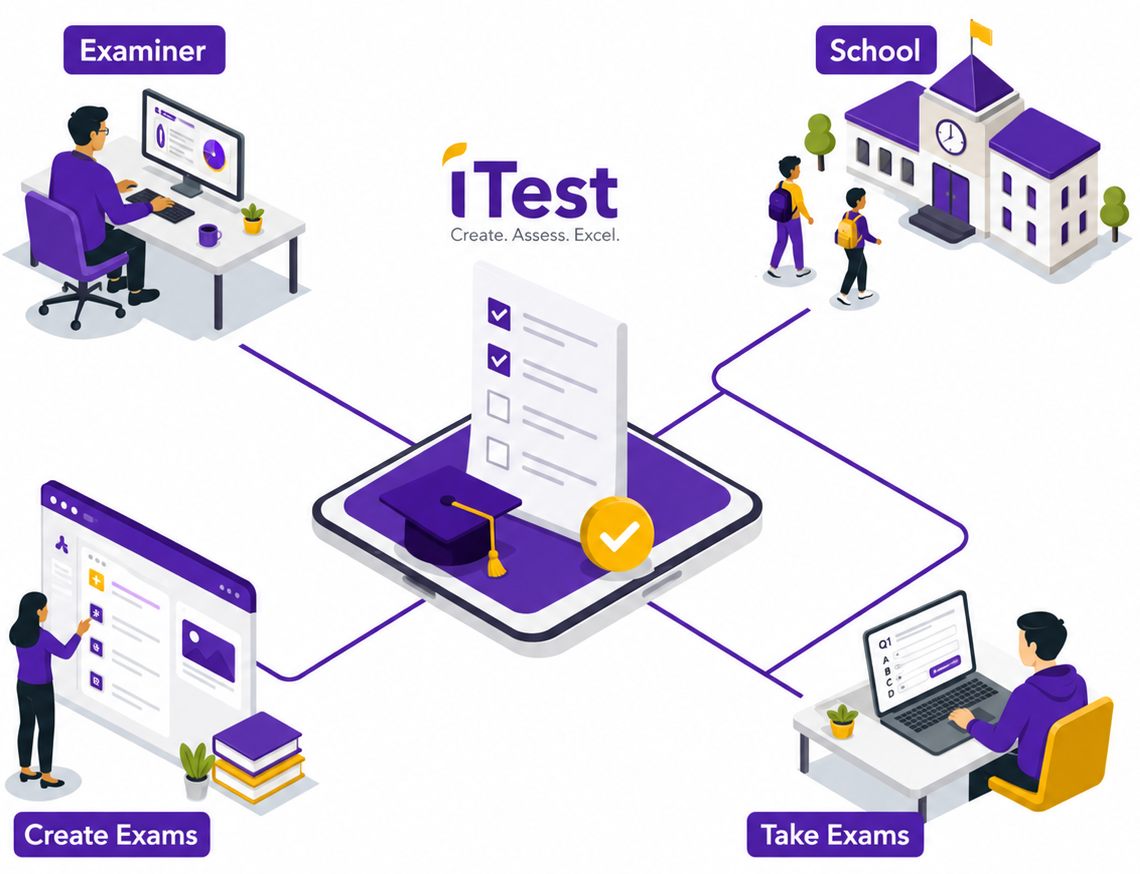 Examiner
School
iTest
Create. Assess. Excel.
Q1
A
B
C
D
Create Exams
Take Exams